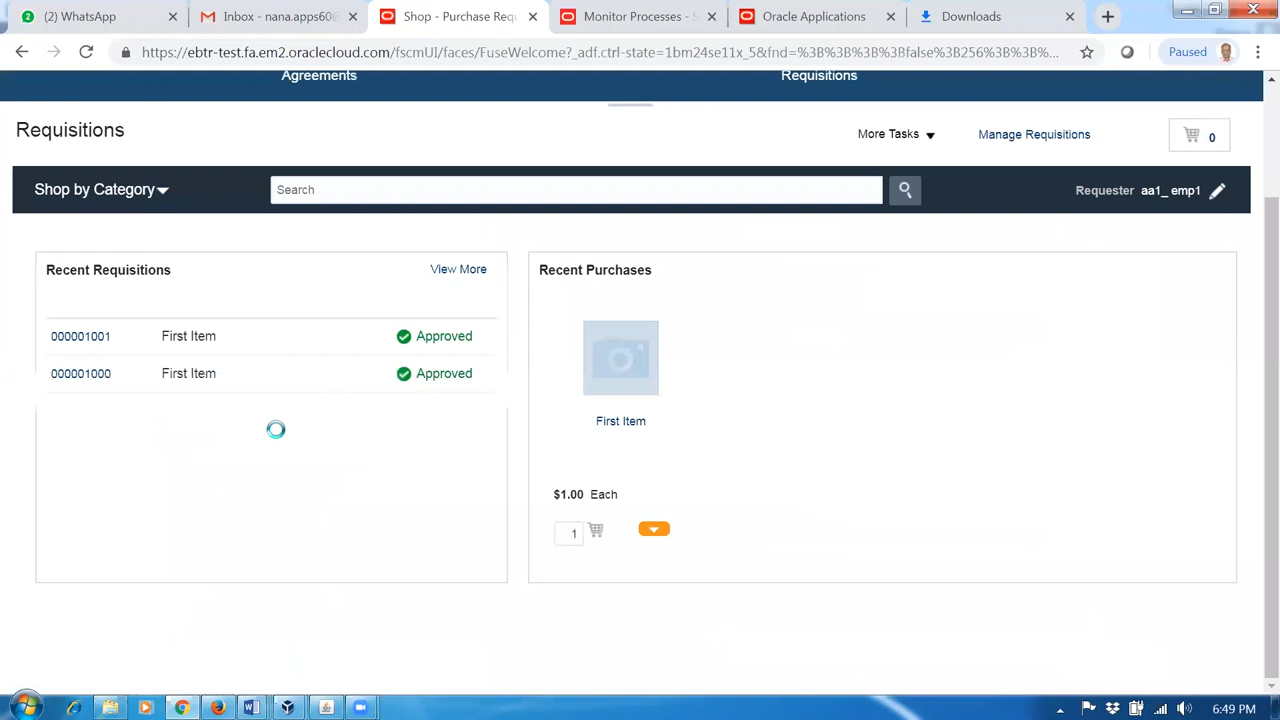 2) WhatsApp
Inbox - nana.apps60@
Shop - Purchase Requ
Monitor Processes - S
Oracle Applications
Downloads
https://ebtr-test.fa.em2.oraclecloud.com/fscmUI/faces/FuseWelcome?_adf.ctrl-state=1bm24se11x_5&fnd=%3B%3B%3B%3Bfalse%3B256%3B%3B%...
Paused
Agreements
Requisitions
Requisitions
More Tasks
Manage Requisitions
0
Shop by Category
Search
Requester aa1_ emp1
Recent Requisitions
View More
000001001 First Item Approved
000001000 First Item Approved
Recent Purchases
First Item
$1.00 Each
1
6:49 PM